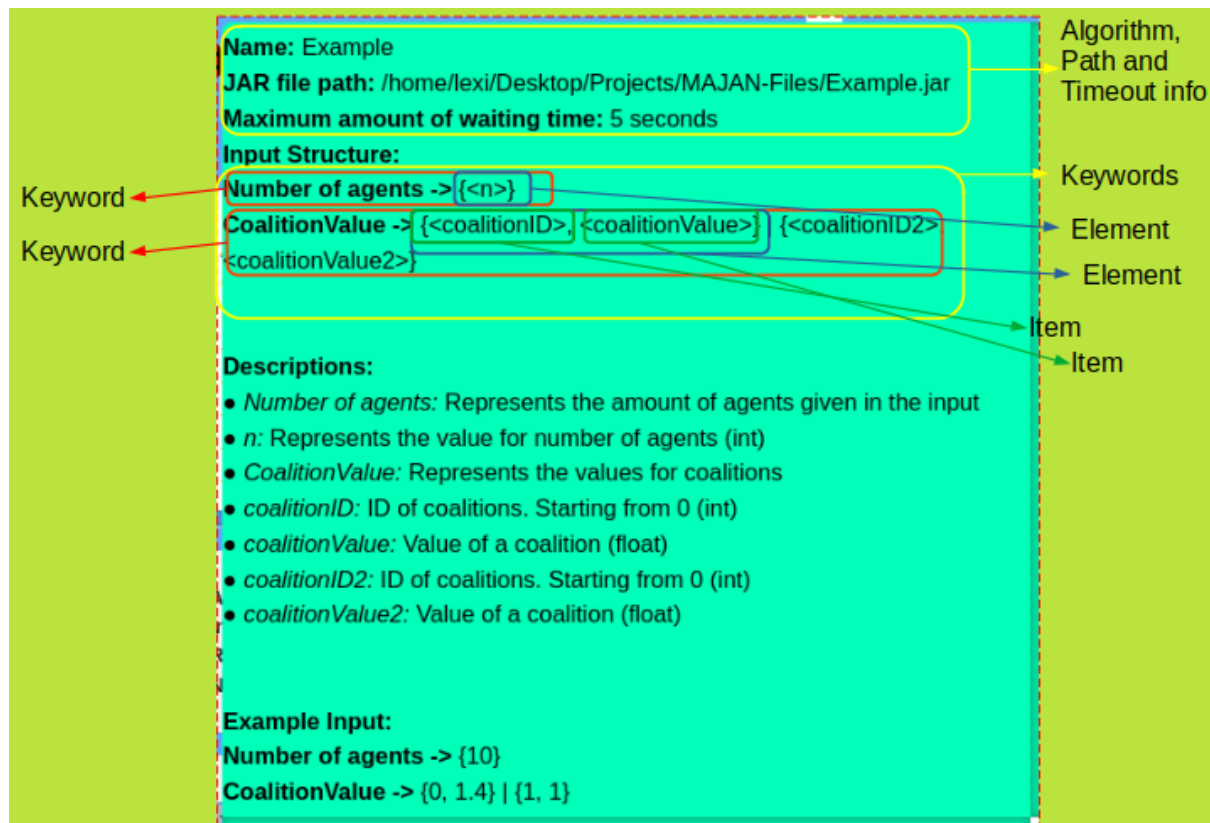 Name: Example
JAR file path: /home/lexi/Desktop/Projects/MAJAN-Files/Example.jar
Maximum amount of waiting time: 5 seconds
Algorithm,
Path and
Timeout info
Input Structure:
Keywords
Keyword
Number of agents -> {<n>}
Element
Keyword
CoalitionValue -> {<coalitionID>, <coalitionValue>} {<coalitionID2>
<coalitionValue2>}
Element
Item
Item
Descriptions:
● Number of agents: Represents the amount of agents given in the input
● n: Represents the value for number of agents (int)
● CoalitionValue: Represents the values for coalitions
● coalitionID: ID of coalitions. Starting from 0 (int)
● coalitionValue: Value of a coalition (float)
● coalitionID2: ID of coalitions. Starting from 0 (int)
● coalitionValue2: Value of a coalition (float)
Example Input:
Number of agents -> {10}
CoalitionValue -> {0, 1.4} | {1, 1}